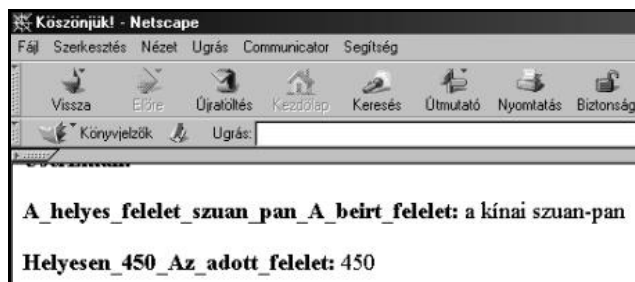 Köszönjük! - Netscape
Fájl Szerkesztés Nézet Ugrás Communicator Segítség
Vissza Előre Újratöltés Kezdőlap Keresés Útmutató Nyomtatás Biztonság
Könyvjelzők Ugrás:
A_helyes_felelet_szuan_pan_A_beirt_felelet: a kínai szuan-pan
Helyesen_450_Az_adott_felelet: 450